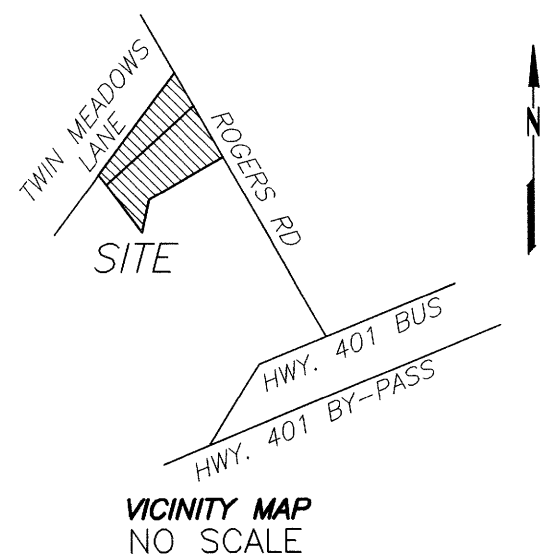 TWIN MEADOWS
LANE
ROGERS RD
N
SITE
HWY. 401 BUS
HWY. 401 BY-PASS
VICINITY MAP
NO SCALE